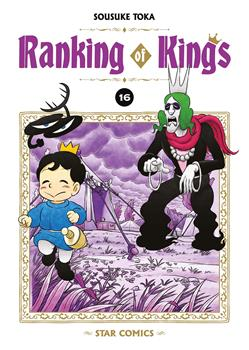 SOUSUKE TOKA
Ranking of Kings
16
STAR COMICS